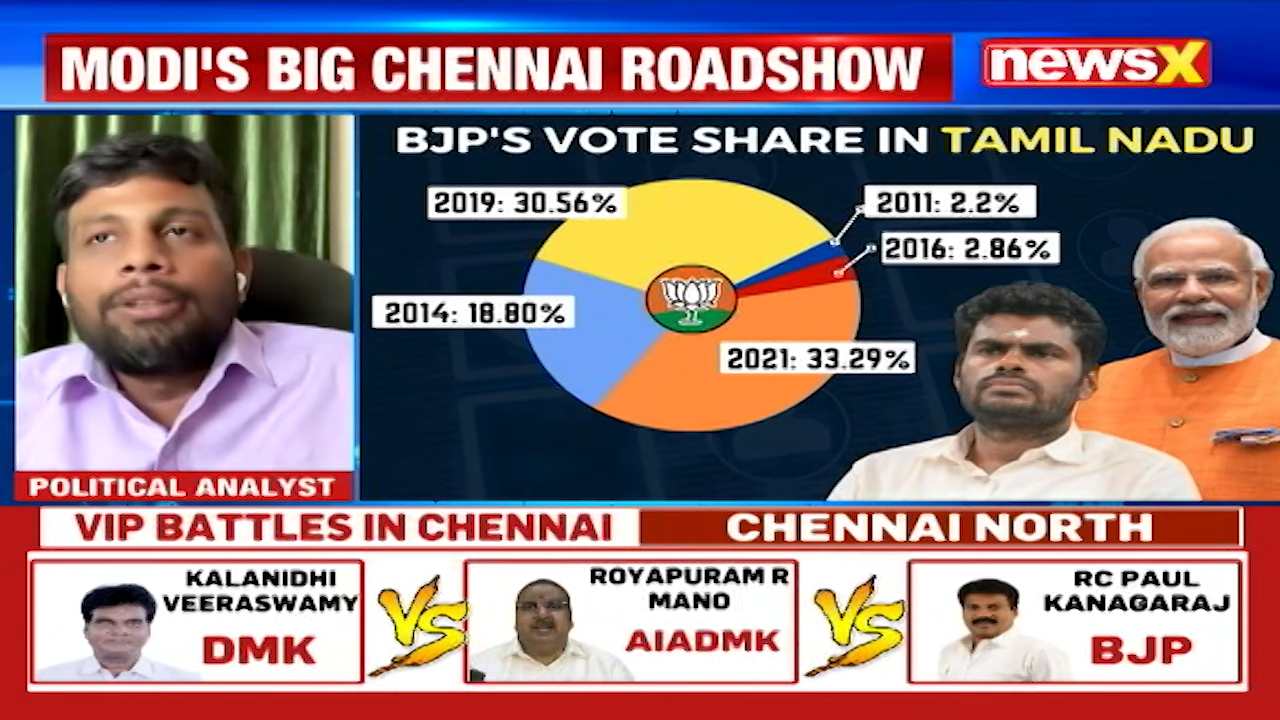 MODI'S BIG CHENNAI ROADSHOW
newsX
BJP'S VOTE SHARE IN TAMIL NADU
2019: 30.56%
2011: 2.2%
2016: 2.86%
2014: 18.80%
2021: 33.29%
POLITICAL ANALYST
VIP BATTLES IN CHENNAI
CHENNAI NORTH
KALANIDHI
VEERASWAMY
DMK
VS
ROYAPURAM R
MANO
AIADMK
VS
RC PAUL
KANAGARAJ
BJP